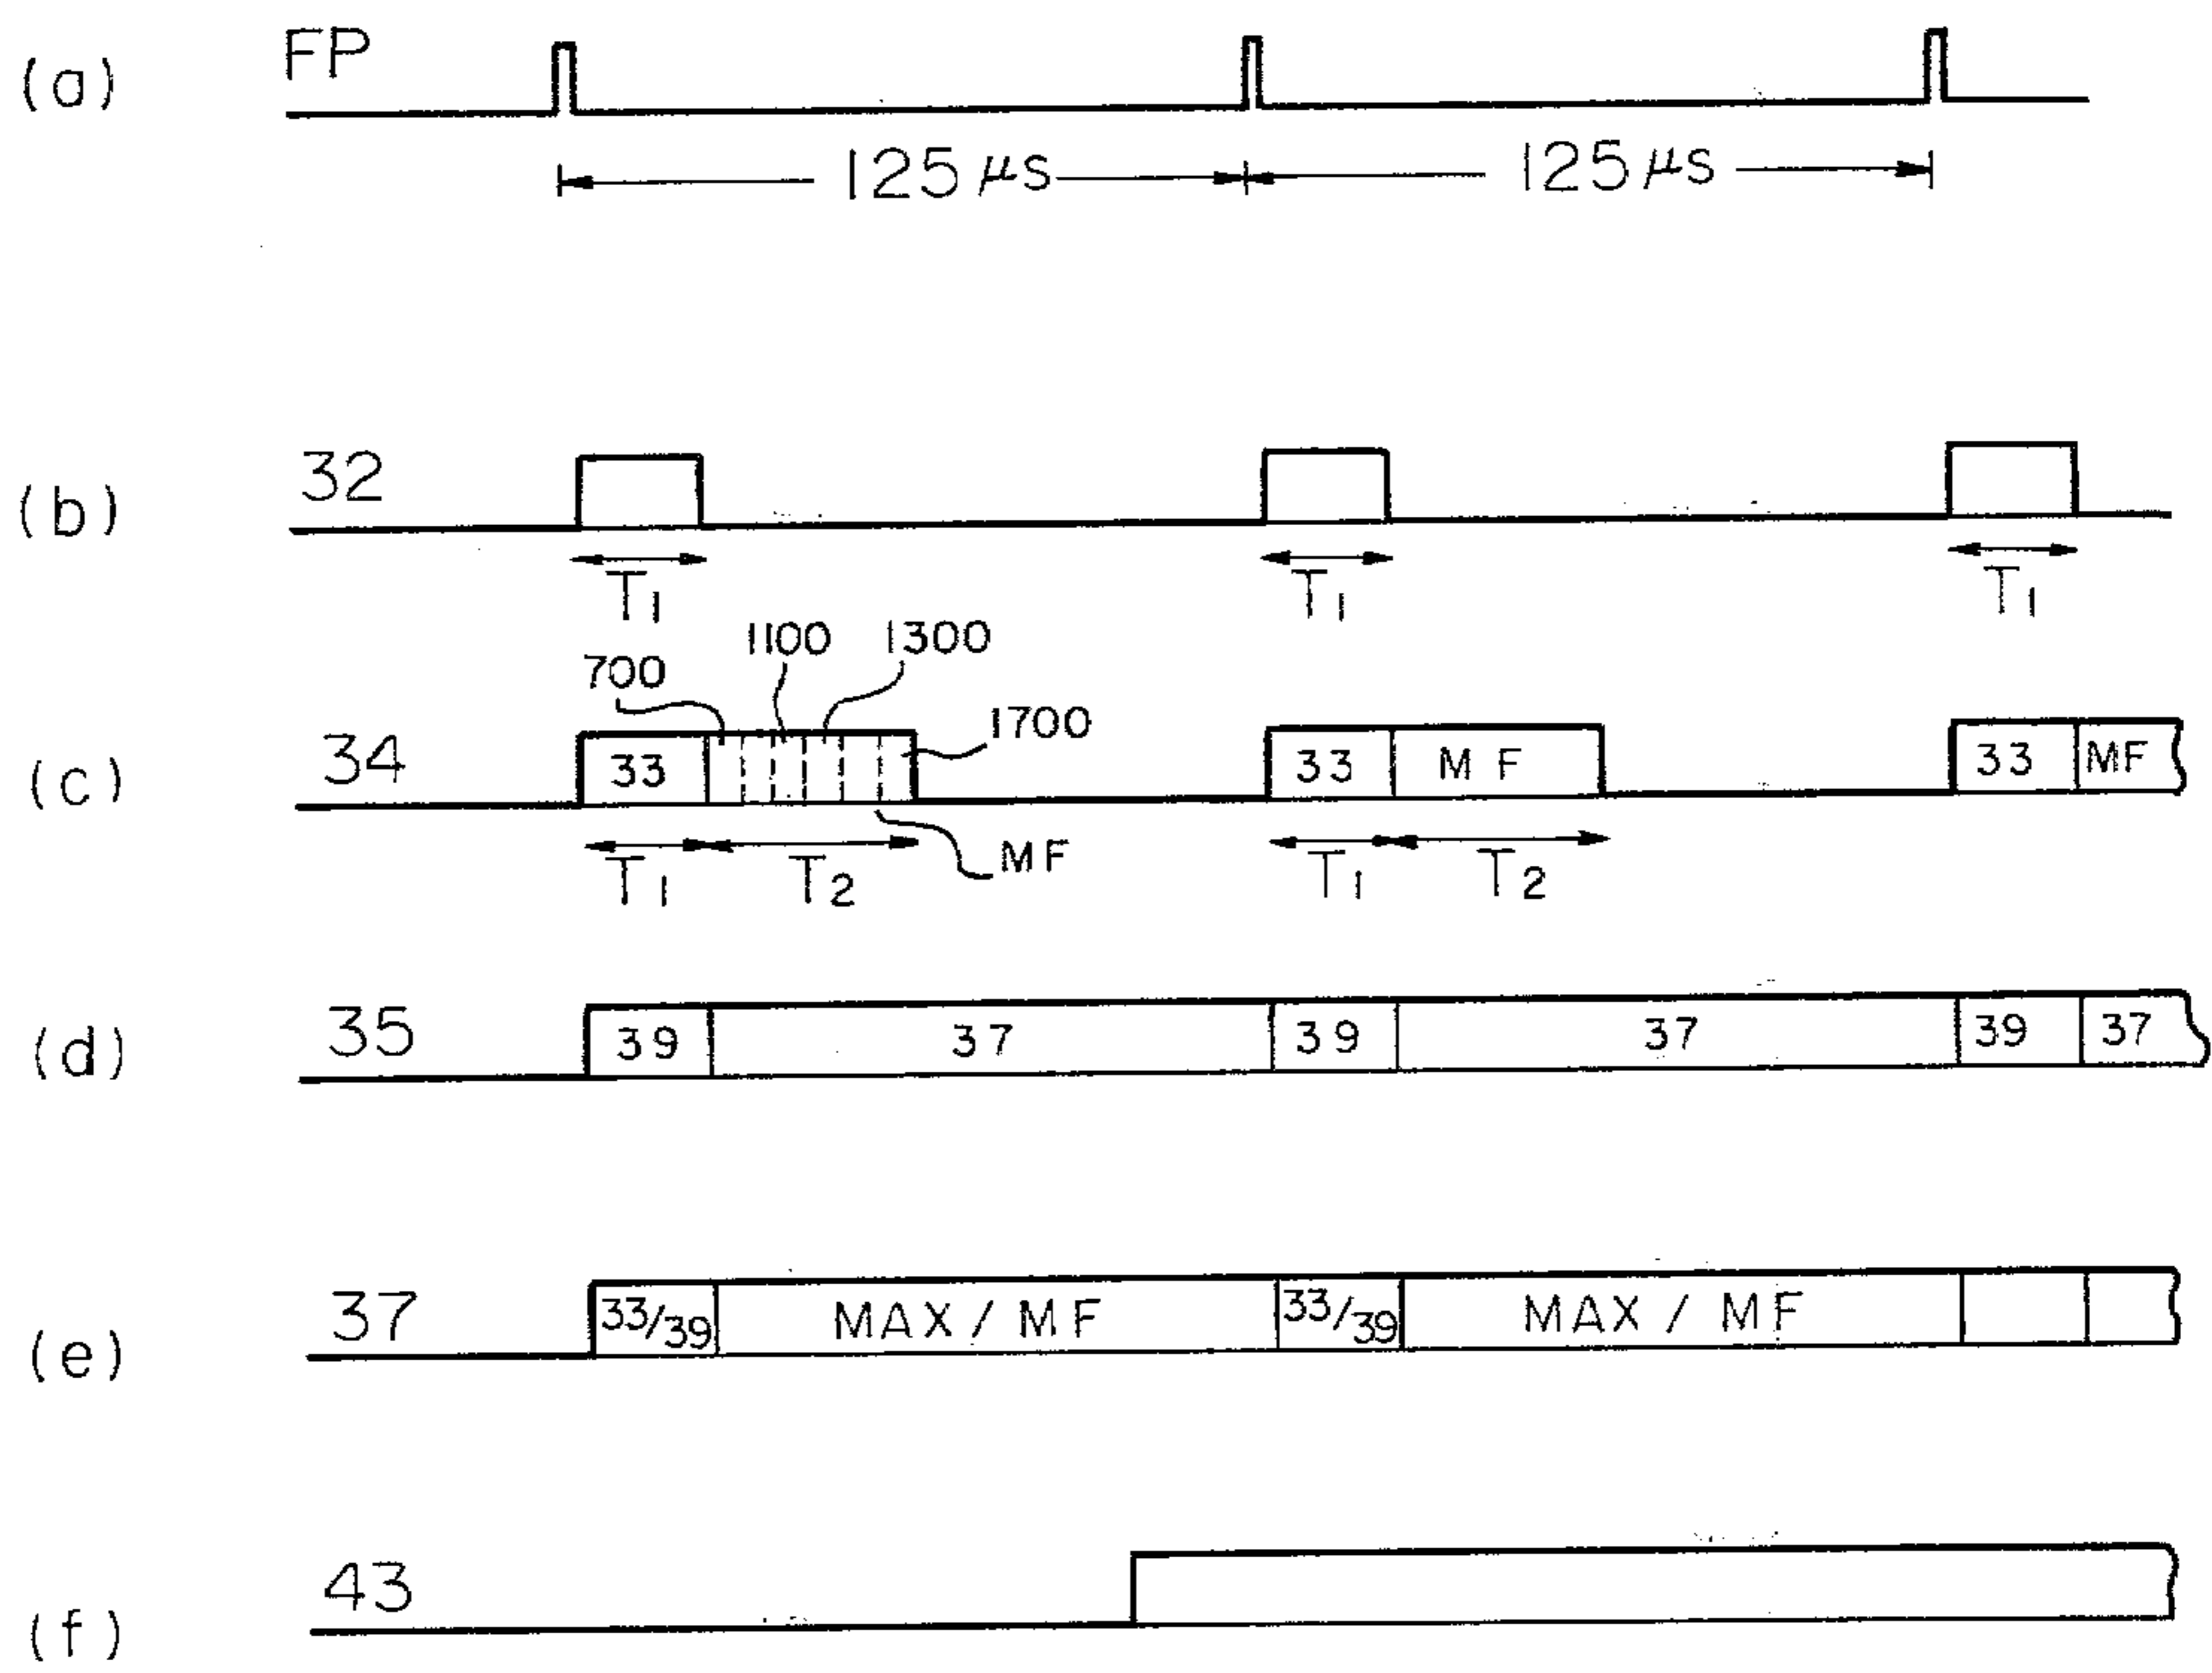 (a) FP
125 μs 125 μs
(b) 32
T1 T1 T1
700 1100 1300 1700
(c) 34 33 33 MF 33 MF
T1 T2 MF T1 T2
(d) 35 39 37 39 37 39 37
(e) 37 33/39 MAX / MF 33/39 MAX / MF
(f) 43